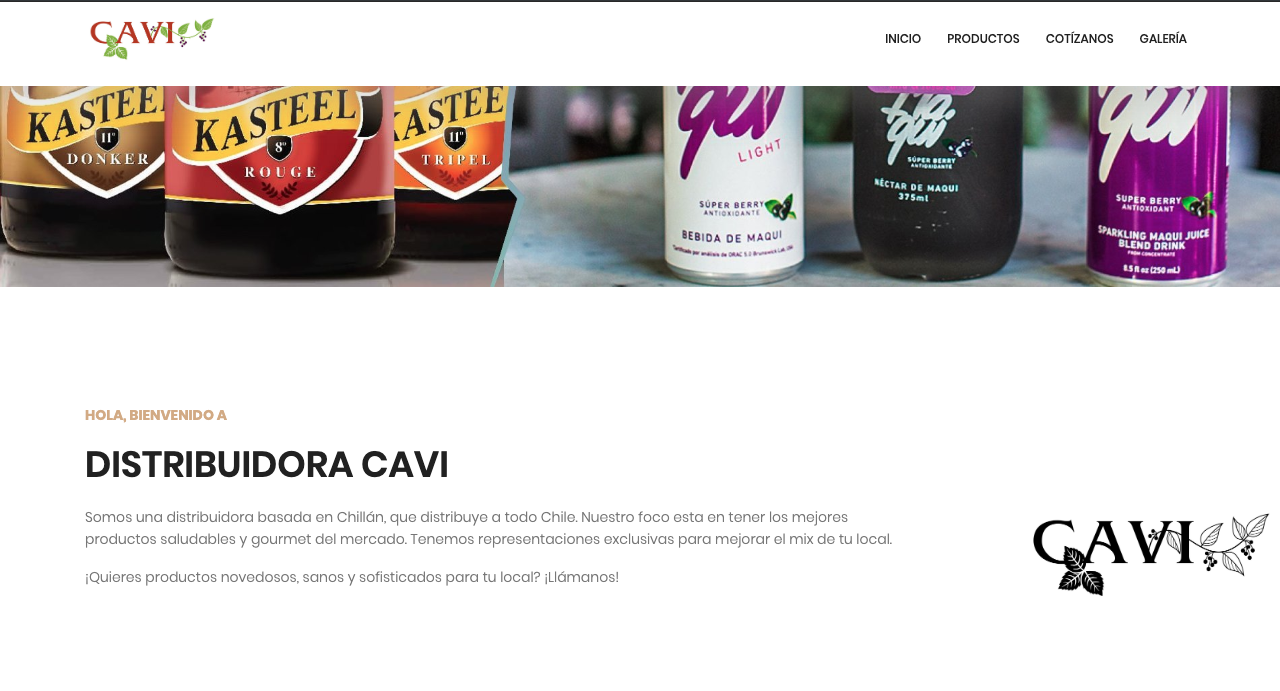 CAVI
INICIO PRODUCTOS COTÍZANOS GALERÍA
KASTEEL
11°
DONKER
KASTEEL
8°
ROUGE
KASTEE
11°
TRIPEL
qui
LIGHT
SÚPER BERRY
ANTIOXIDANTE
BEBIDA DE MAQUI
qui
SÚPER BERRY
ANTIOXIDANTE
NÉCTAR DE MAQUI
375ml
qui
SUPER BERRY
ANTIOXIDANT
SPARKLING MAQUI JUICE
BLEND DRINK
FROM CONCENTRATE
8.5 fl oz (250 mL)
HOLA, BIENVENIDO A
DISTRIBUIDORA CAVI
Somos una distribuidora basada en Chillán, que distribuye a todo Chile. Nuestro foco esta en tener los mejores
productos saludables y gourmet del mercado. Tenemos representaciones exclusivas para mejorar el mix de tu local.
¡Quieres productos novedosos, sanos y sofisticados para tu local? ¡Llámanos!
CAVI